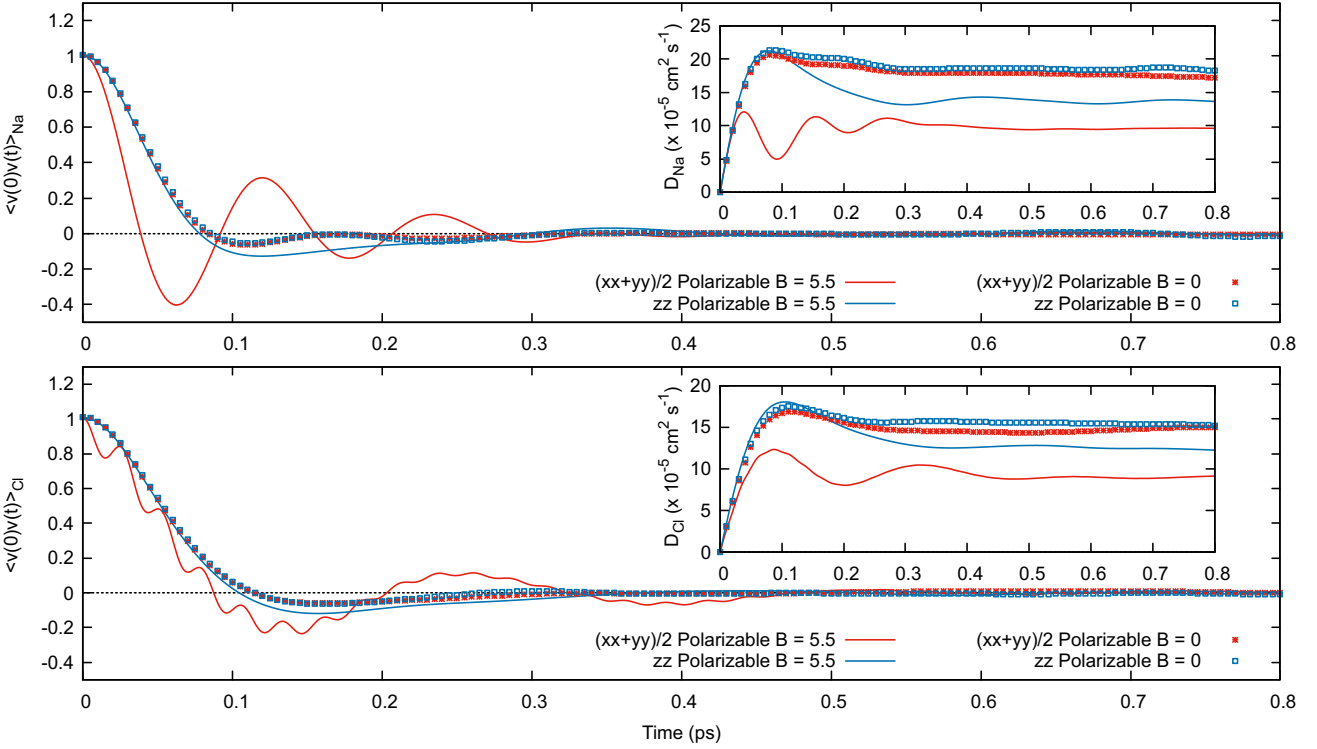 <v(0)v(t)>Na
1.2
1
0.8
0.6
0.4
0.2
0
-0.2
-0.4
0 0.1 0.2 0.3 0.4 0.5 0.6 0.7 0.8
(xx+yy)/2 Polarizable B = 5.5 (xx+yy)/2 Polarizable B = 0
zz Polarizable B = 5.5 zz Polarizable B = 0
D_Na (x 10^-5 cm^2 s^-1)
25
20
15
10
5
0
0 0.1 0.2 0.3 0.4 0.5 0.6 0.7 0.8
<v(0)v(t)>Cl
1.2
1
0.8
0.6
0.4
0.2
0
-0.2
-0.4
0 0.1 0.2 0.3 0.4 0.5 0.6 0.7 0.8
(xx+yy)/2 Polarizable B = 5.5 (xx+yy)/2 Polarizable B = 0
zz Polarizable B = 5.5 zz Polarizable B = 0
D_Cl (x 10^-5 cm^2 s^-1)
20
15
10
5
0
0 0.1 0.2 0.3 0.4 0.5 0.6 0.7 0.8
Time (ps)